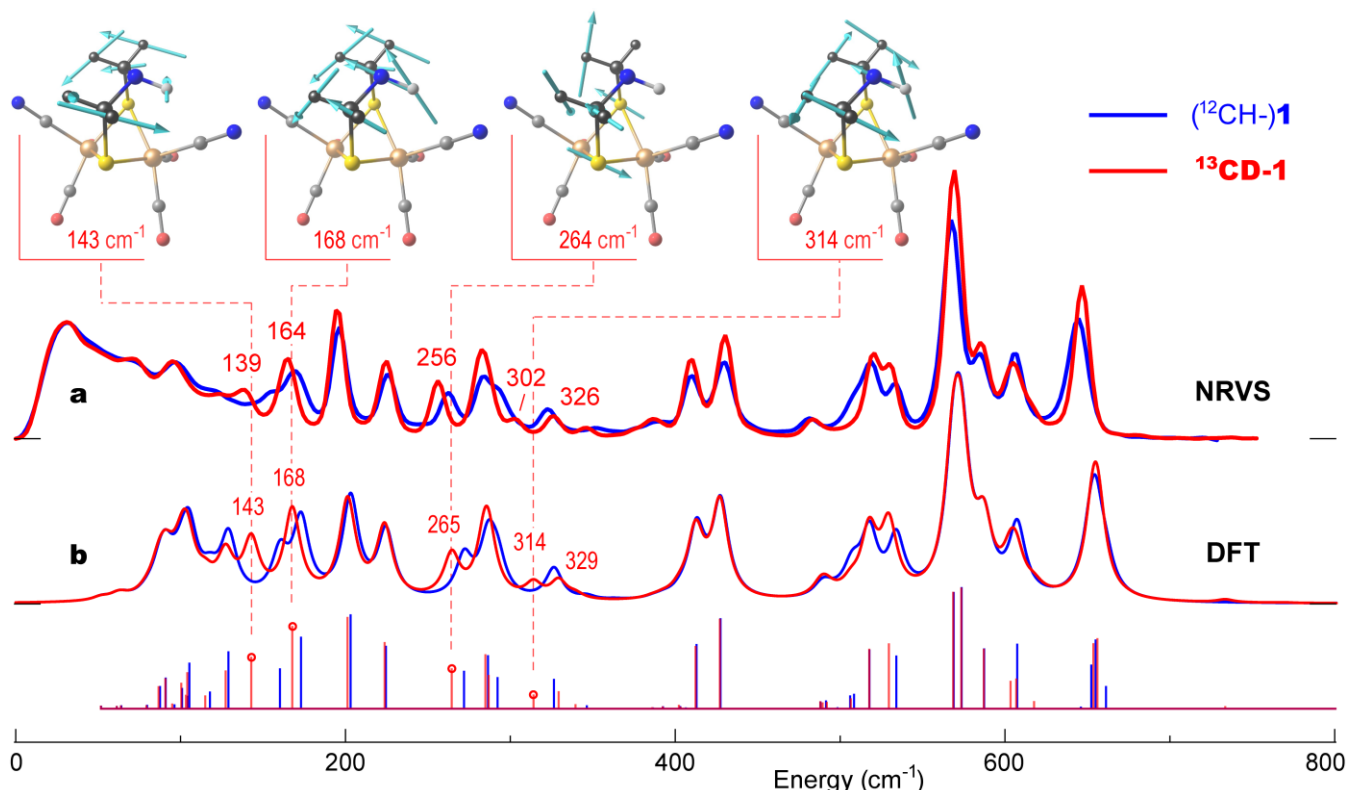 143 cm⁻¹
168 cm⁻¹
264 cm⁻¹
314 cm⁻¹
(¹²CH-)1
¹³CD-1
139
164
256
302
326
a
NRVS
143
168
265
314
329
b
DFT
0
200
400
600
800
Energy (cm⁻¹)